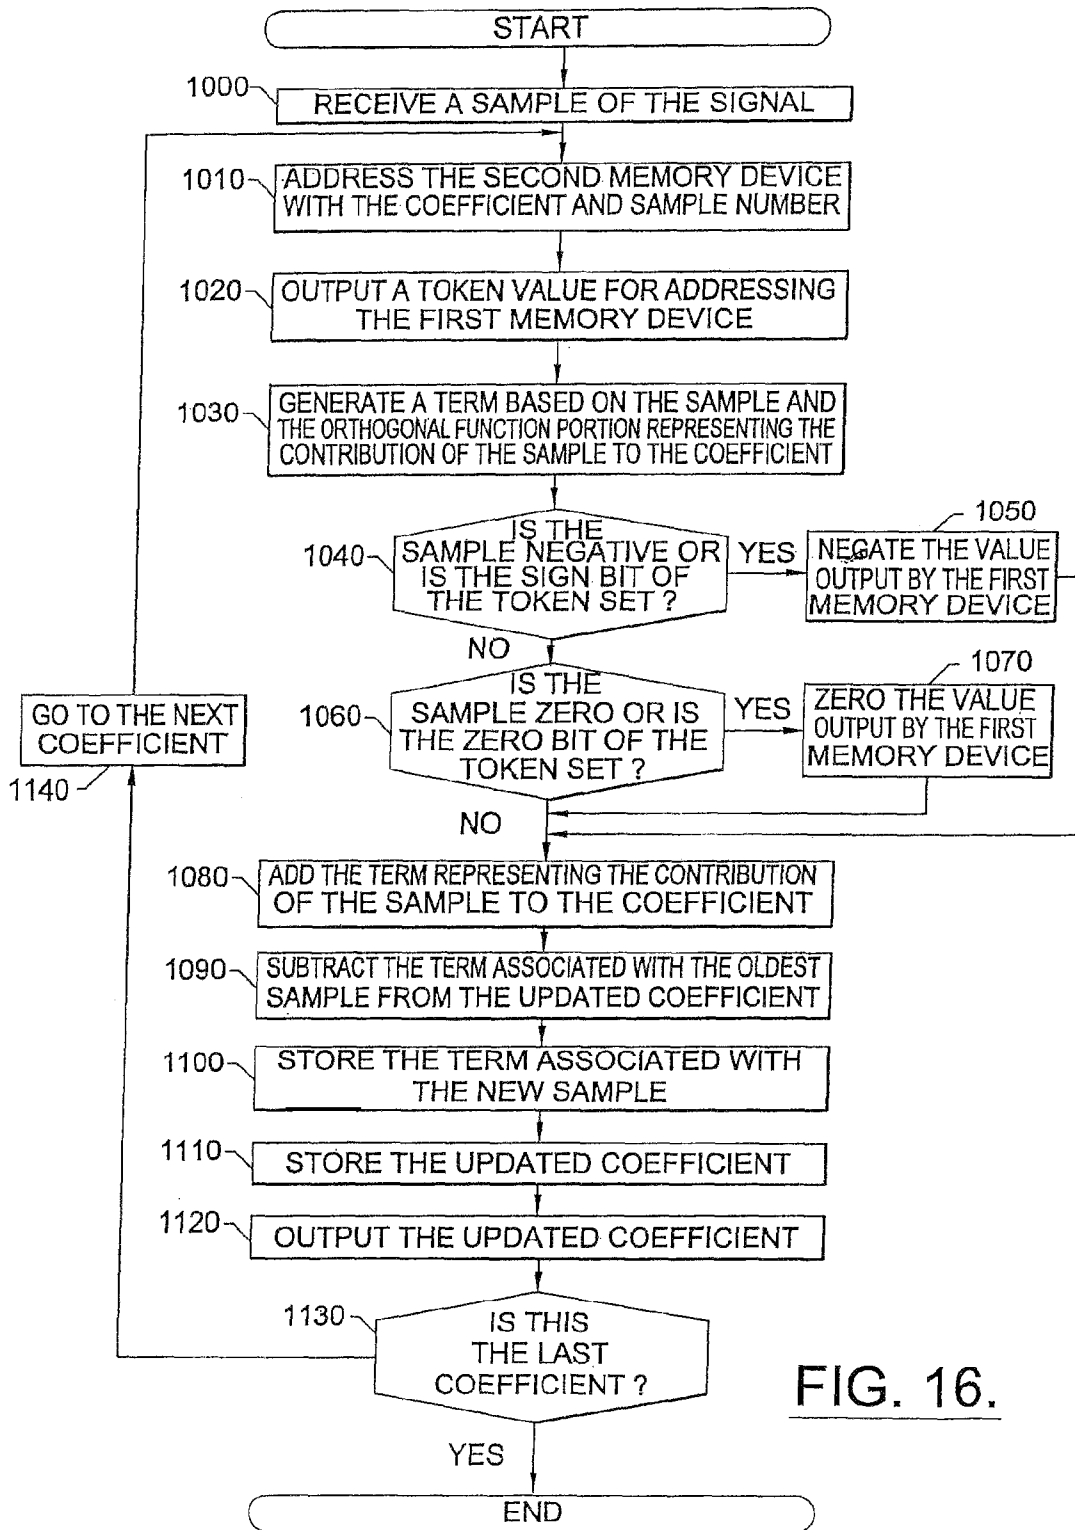 START
1000
RECEIVE A SAMPLE OF THE SIGNAL
1010
ADDRESS THE SECOND MEMORY DEVICE
WITH THE COEFFICIENT AND SAMPLE NUMBER
1020
OUTPUT A TOKEN VALUE FOR ADDRESSING
THE FIRST MEMORY DEVICE
1030
GENERATE A TERM BASED ON THE SAMPLE AND
THE ORTHOGONAL FUNCTION PORTION REPRESENTING THE
CONTRIBUTION OF THE SAMPLE TO THE COEFFICIENT
1040
IS THE
SAMPLE NEGATIVE OR
IS THE SIGN BIT OF
THE TOKEN SET ?
YES
1050
NEGATE THE VALUE
OUTPUT BY THE FIRST
MEMORY DEVICE
NO
1060
IS THE
SAMPLE ZERO OR IS
THE ZERO BIT OF THE
TOKEN SET ?
YES
1070
ZERO THE VALUE
OUTPUT BY THE FIRST
MEMORY DEVICE
GO TO THE NEXT
COEFFICIENT
1140
NO
1080
ADD THE TERM REPRESENTING THE CONTRIBUTION
OF THE SAMPLE TO THE COEFFICIENT
1090
SUBTRACT THE TERM ASSOCIATED WITH THE OLDEST
SAMPLE FROM THE UPDATED COEFFICIENT
1100
STORE THE TERM ASSOCIATED WITH
THE NEW SAMPLE
1110
STORE THE UPDATED COEFFICIENT
1120
OUTPUT THE UPDATED COEFFICIENT
1130
IS THIS
THE LAST
COEFFICIENT ?
YES
END
FIG. 16.